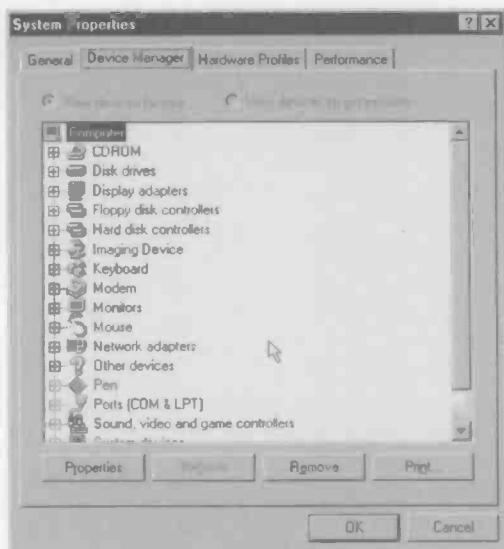 System Properties
General Device Manager Hardware Profiles Performance
Computer
CDROM
Disk drives
Display adapters
Floppy disk controllers
Hard disk controllers
Imaging Device
Keyboard
Modem
Monitors
Mouse
Network adapters
Other devices
Pen
Ports (COM & LPT)
Sound, video and game controllers
System devices
Properties Remove Print...
OK Cancel